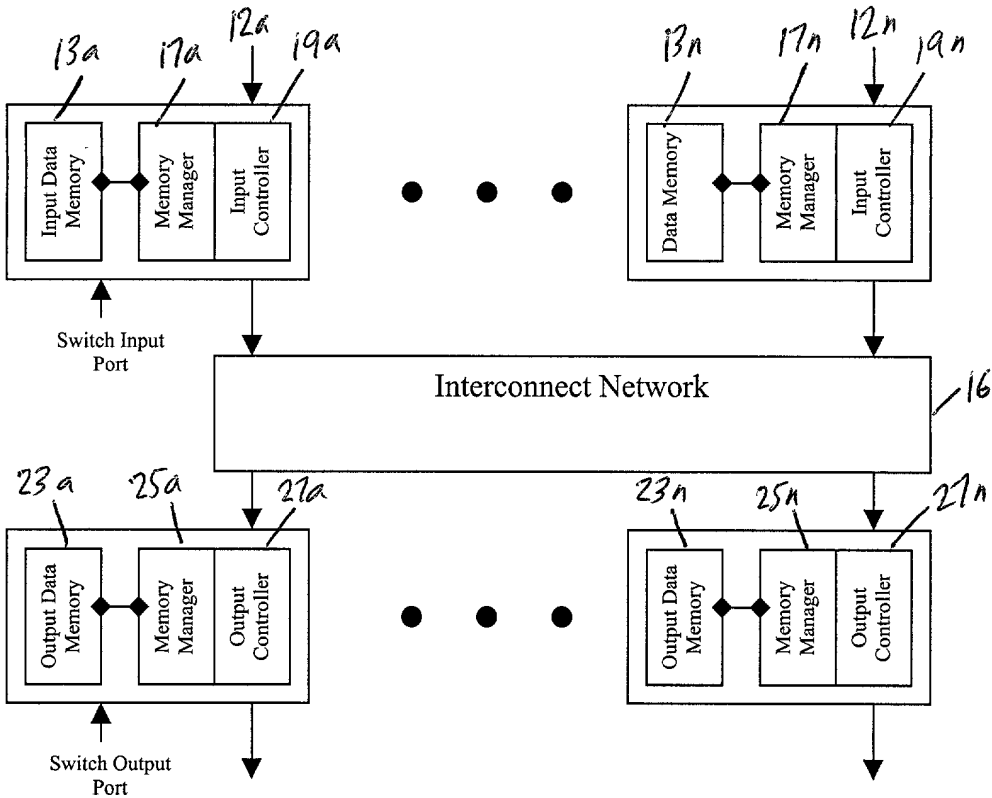 13a 17a 12a 19a 13n 17n 12n 19n
Input Data
Memory
Memory
Manager
Input
Controller
Data Memory
Memory
Manager
Input
Controller
Switch Input
Port
Interconnect Network
16
23a 25a 27a 23n 25n 27n
Output Data
Memory
Memory
Manager
Output
Controller
Output Data
Memory
Memory
Manager
Output
Controller
Switch Output
Port